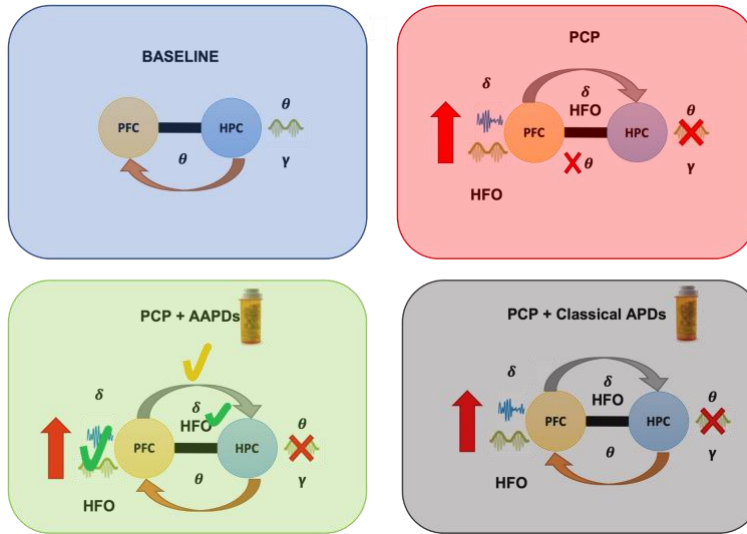 BASELINE
PFC
HPC
θ
θ
γ
PCP
δ
δ
HFO
PFC
HPC
θ
θ
γ
HFO
PCP + AAPDs
δ
δ
HFO
PFC
HPC
θ
θ
γ
HFO
PCP + Classical APDs
δ
δ
HFO
PFC
HPC
θ
θ
γ
HFO